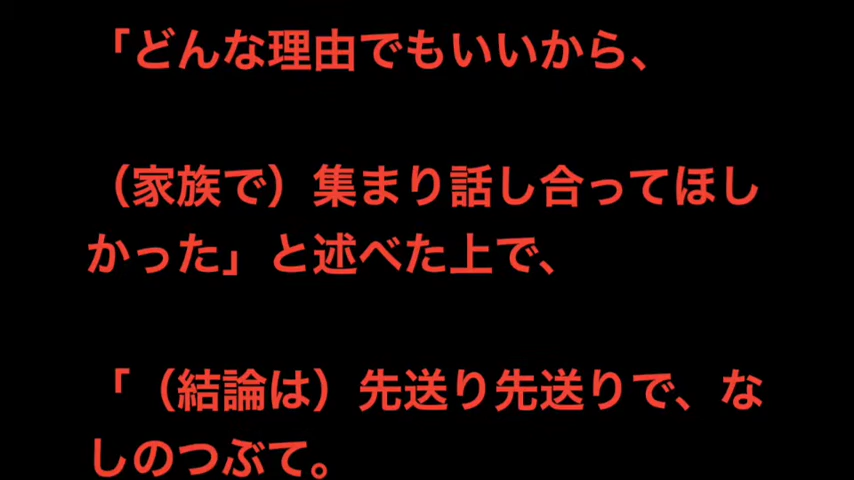 「どんな理由でもいいから、
（家族で）集まり話し合ってほし
かった」と述べた上で、
「（結論は）先送り先送りで、な
しのつぶて。